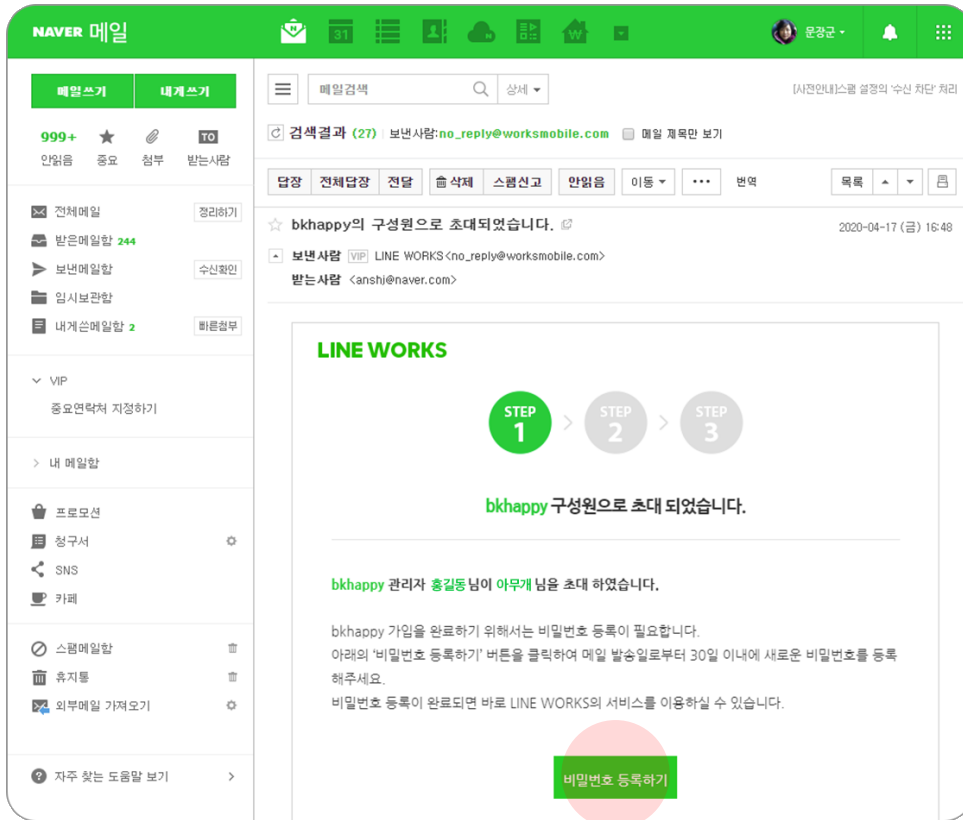 NAVER 메일
31
문장군
메일쓰기 내게쓰기
999+ TO
안읽음 중요 첨부 받는사람
전체메일 정리하기
받은메일함 244
보낸메일함 수신확인
임시보관함
내게쓴메일함 2 빠른첨부
VIP
중요연락처 지정하기
내 메일함
프로모션
청구서
SNS
카페
스팸메일함
휴지통
외부메일 가져오기
자주 찾는 도움말 보기
메일검색 상세 [사전안내]스팸 설정의 '수신 차단' 처리
검색결과 (27) 보낸사람:no_reply@worksmobile.com 메일 제목만 보기
답장 전체답장 전달 삭제 스팸신고 안읽음 이동 ••• 번역 목록
bkhappy의 구성원으로 초대되었습니다. 2020-04-17 (금) 16:48
보낸사람 VIP LINE WORKS<no_reply@worksmobile.com>
받는사람 <anshi@naver.com>
LINE WORKS
STEP 1 STEP 2 STEP 3
bkhappy 구성원으로 초대 되었습니다.
bkhappy 관리자 홍길동님이 아무개님을 초대 하였습니다.
bkhappy 가입을 완료하기 위해서는 비밀번호 등록이 필요합니다.
아래의 '비밀번호 등록하기' 버튼을 클릭하여 메일 발송일로부터 30일 이내에 새로운 비밀번호를 등록
해주세요.
비밀번호 등록이 완료되면 바로 LINE WORKS의 서비스를 이용하실 수 있습니다.
비밀번호 등록하기